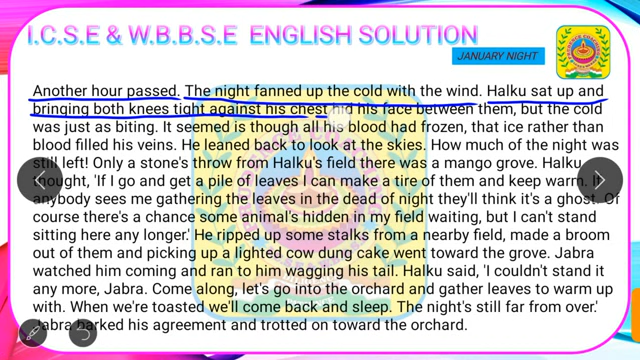 I.C.S.E & W.B.B.S.E ENGLISH SOLUTION
JANUARY NIGHT
Another hour passed. The night fanned up the cold with the wind. Halku sat up and
bringing both knees tight against his chest hid his face between them, but the cold
was just as biting. It seemed is though all his blood had frozen, that ice rather than
blood filled his veins. He leaned back to look at the skies. How much of the night was
still left! Only a stone's throw from Halku's field there was a mango grove. Halku
thought, 'If I go and get a pile of leaves I can make a tire of them and keep warm. If
anybody sees me gathering the leaves in the dead of night they'll think it's a ghost. Of
course there's a chance some animal's hidden in my field waiting, but I can't stand
sitting here any longer.' He ripped up some stalks from a nearby field, made a broom
out of them and picking up a lighted cow dung cake went toward the grove. Jabra
watched him coming and ran to him wagging his tail. Halku said, 'I couldn't stand it
any more, Jabra. Come along, let's go into the orchard and gather leaves to warm up
with. When we're toasted we'll come back and sleep. The night's still far from over.'
Jabra barked his agreement and trotted on toward the orchard.